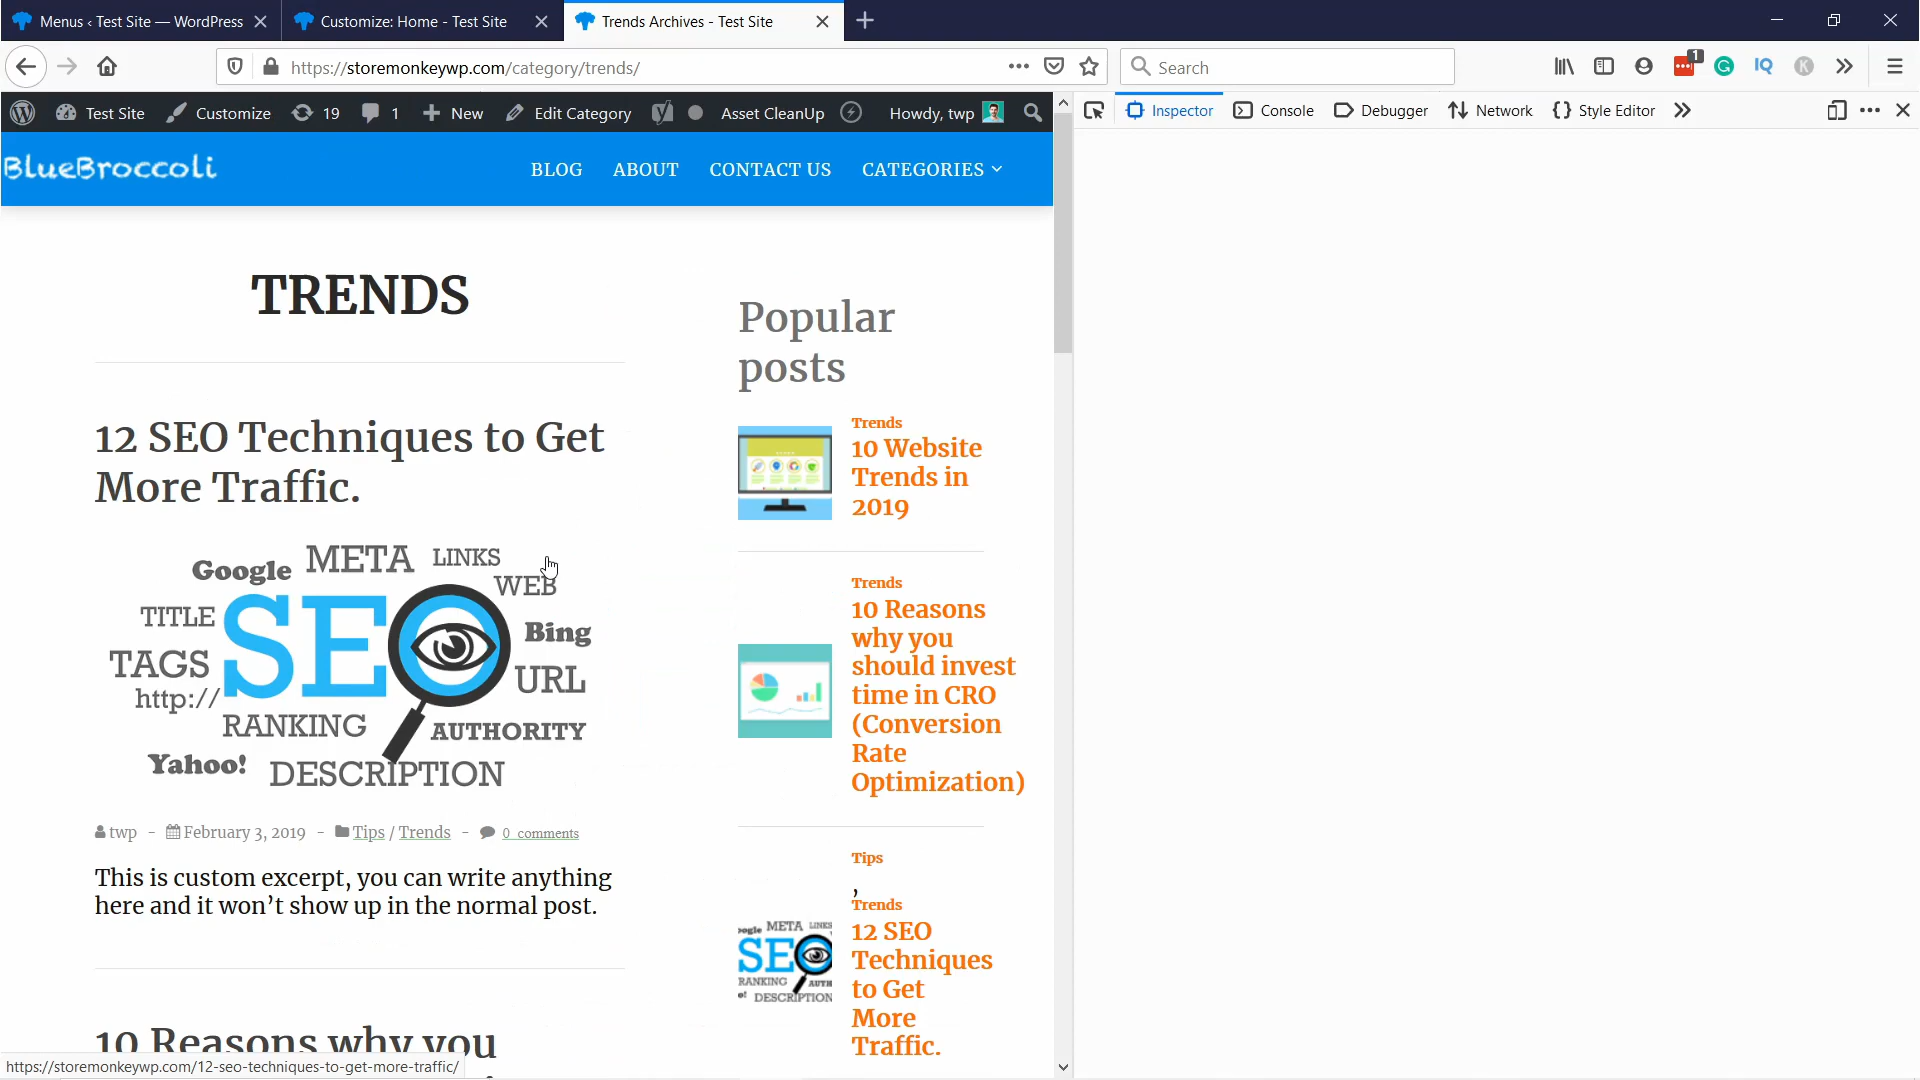 Menus ‹ Test Site — WordPress
Customize: Home - Test Site
Trends Archives - Test Site
https://storemonkeywp.com/category/trends/
Search
1
IQ
K
Test Site
Customize
19
1
New
Edit Category
Asset CleanUp
Howdy, twp
Inspector
Console
Debugger
Network
{} Style Editor
BlueBroccoli
BLOG
ABOUT
CONTACT US
CATEGORIES
TRENDS
12 SEO Techniques to Get
More Traffic.
Google
META
LINKS
WEB
TITLE
SEO
Bing
TAGS
URL
http://
RANKING
AUTHORITY
Yahoo!
DESCRIPTION
twp - February 3, 2019 - Tips / Trends - 0 comments
This is custom excerpt, you can write anything
here and it won’t show up in the normal post.
10 Reasons why you
Popular
posts
Trends
10 Website
Trends in
2019
Trends
10 Reasons
why you
should invest
time in CRO
(Conversion
Rate
Optimization)
Tips
,
Trends
12 SEO
Techniques
to Get
More
Traffic.
META
SEO
RANKING
DESCRIPTION
https://storemonkeywp.com/12-seo-techniques-to-get-more-traffic/